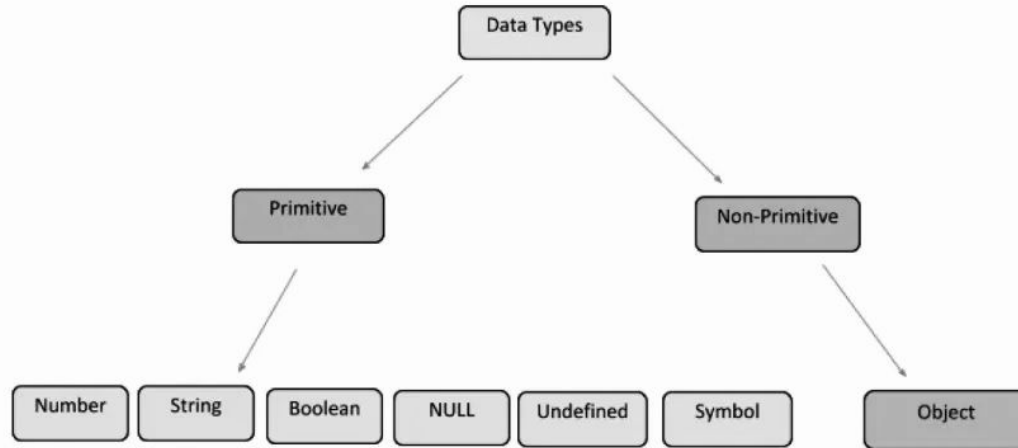 Data Types
Primitive
Non-Primitive
Number
String
Boolean
NULL
Undefined
Symbol
Object